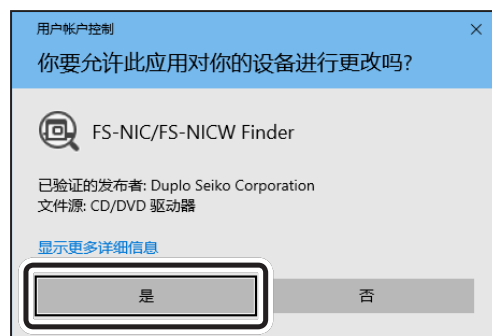 用户帐户控制
你要允许此应用对你的设备进行更改吗?
FS-NIC/FS-NICW Finder
已验证的发布者: Duplo Seiko Corporation
文件源: CD/DVD 驱动器
显示更多详细信息
是
否